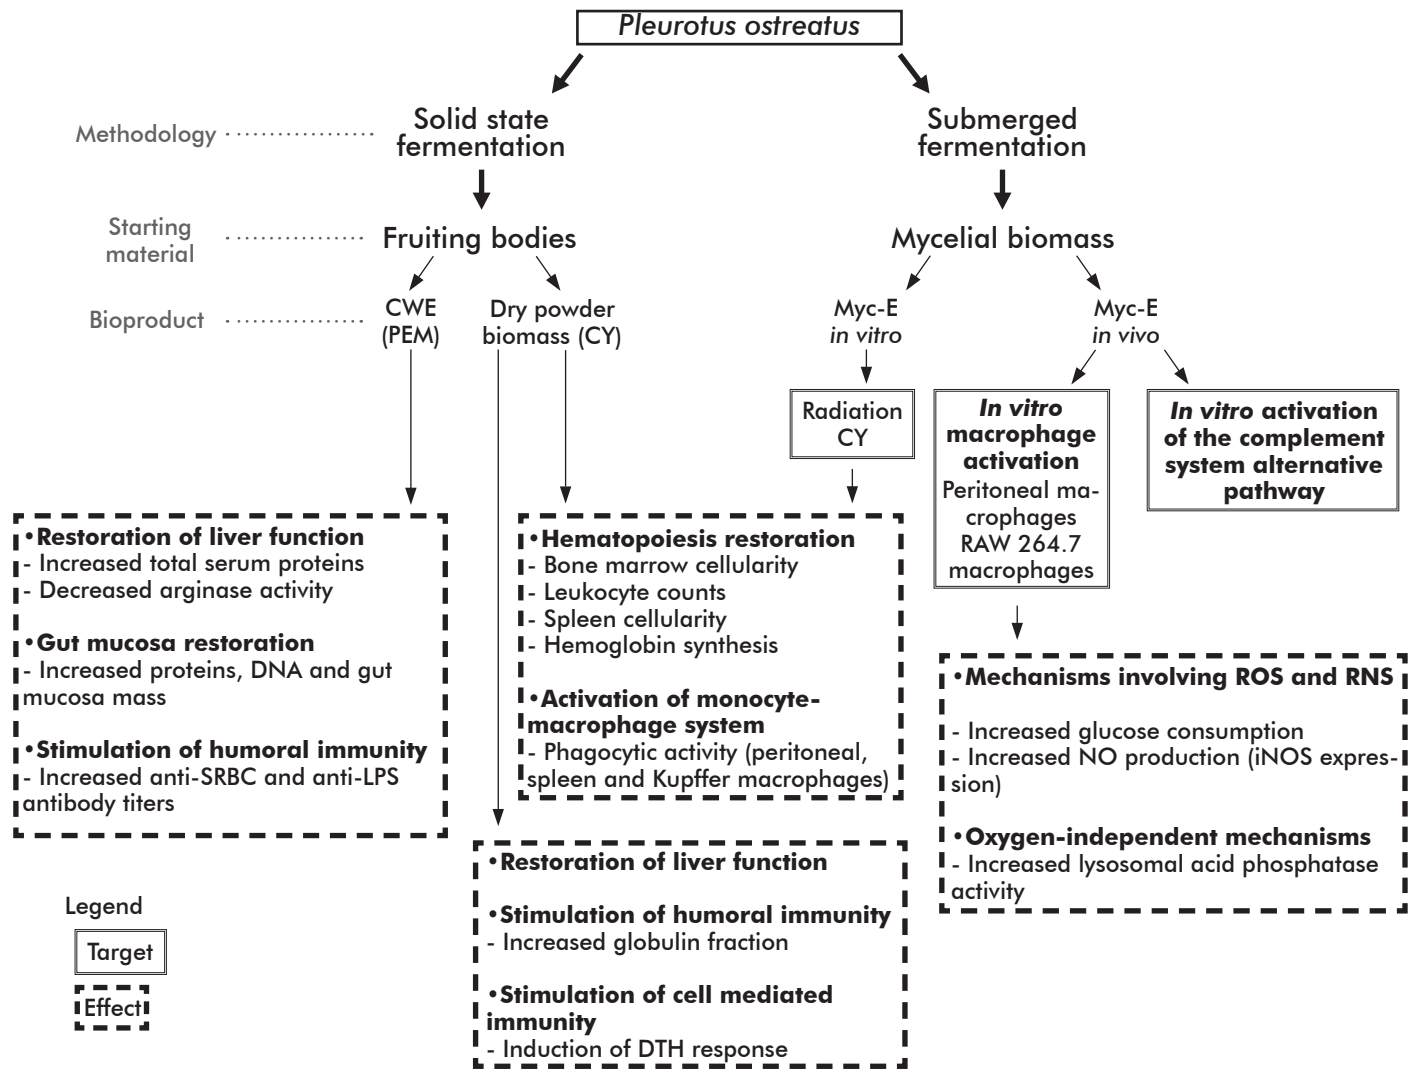 Pleurotus ostreatus
Methodology
Solid state
fermentation
Submerged
fermentation
Starting
material
Fruiting bodies
Mycelial biomass
Bioproduct
CWE
(PEM)
Dry powder
biomass (CY)
Myc-E
in vitro
Myc-E
in vivo
Radiation
CY
In vitro
macrophage
activation
Peritoneal ma-
crophages
RAW 264.7
macrophages
In vitro activation
of the complement
system alternative
pathway
•Restoration of liver function
- Increased total serum proteins
- Decreased arginase activity
•Gut mucosa restoration
- Increased proteins, DNA and gut
mucosa mass
•Stimulation of humoral immunity
- Increased anti-SRBC and anti-LPS
antibody titers
•Hematopoiesis restoration
- Bone marrow cellularity
- Leukocyte counts
- Spleen cellularity
- Hemoglobin synthesis
•Activation of monocyte-
macrophage system
- Phagocytic activity (peritoneal,
spleen and Kupffer macrophages)
•Mechanisms involving ROS and RNS
- Increased glucose consumption
- Increased NO production (iNOS expres-
sion)
•Oxygen-independent mechanisms
- Increased lysosomal acid phosphatase
activity
•Restoration of liver function
•Stimulation of humoral immunity
- Increased globulin fraction
•Stimulation of cell mediated
immunity
- Induction of DTH response
Legend
Target
Effect